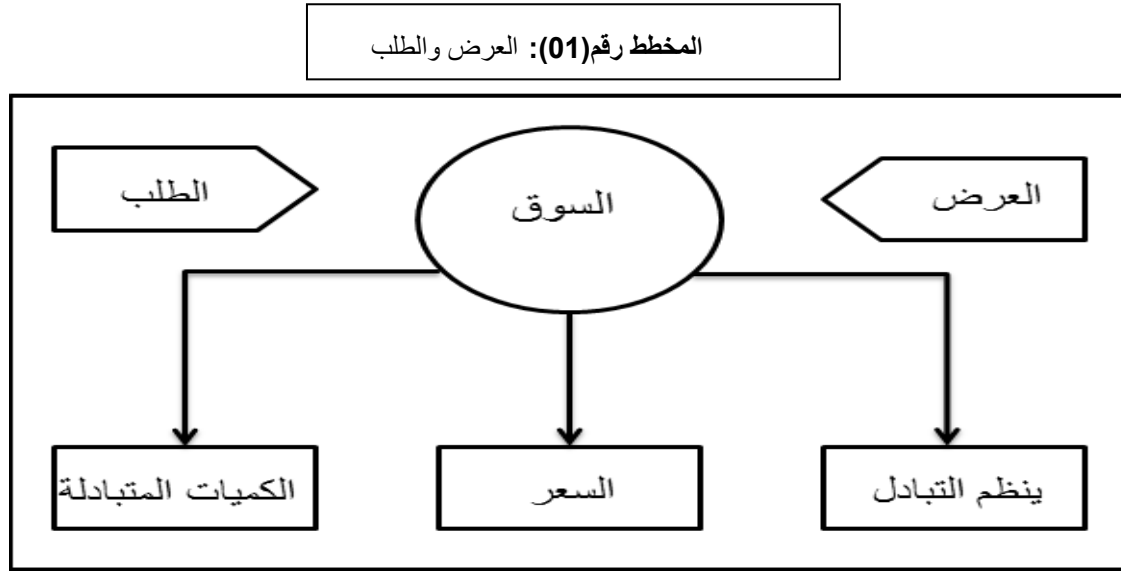 المخطط رقم(01): العرض والطلب
العرض
السوق
الطلب
ينظم التبادل
السعر
الكميات المتبادلة